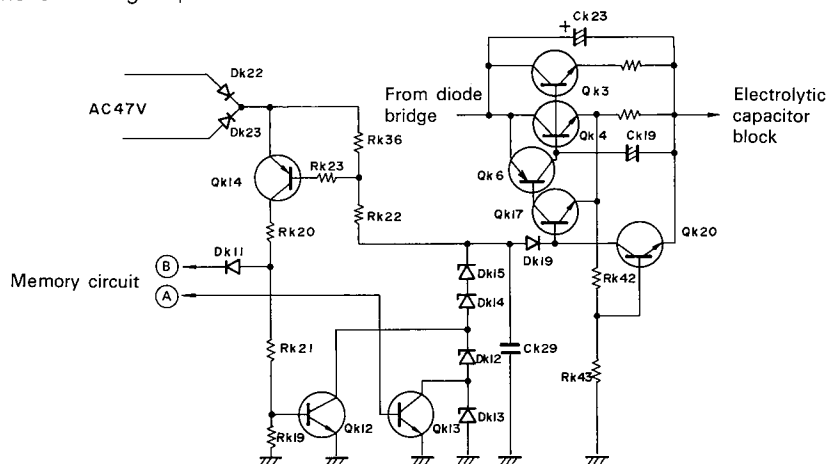 Ck23
+
Dk22
Qk3
From diode
bridge
Electrolytic
capacitor
block
AC47V
Dk23
Rk36
Qk4
Ck19
Rk23
Qk14
Qk6
Rk22
Qk17
Qk20
Rk20
Dk19
Dk11
B
Dk15
Rk42
Memory circuit
A
Dk14
Rk21
Dk12
Ck29
Rk43
Rk19
Qk12
Qk13
Dk13